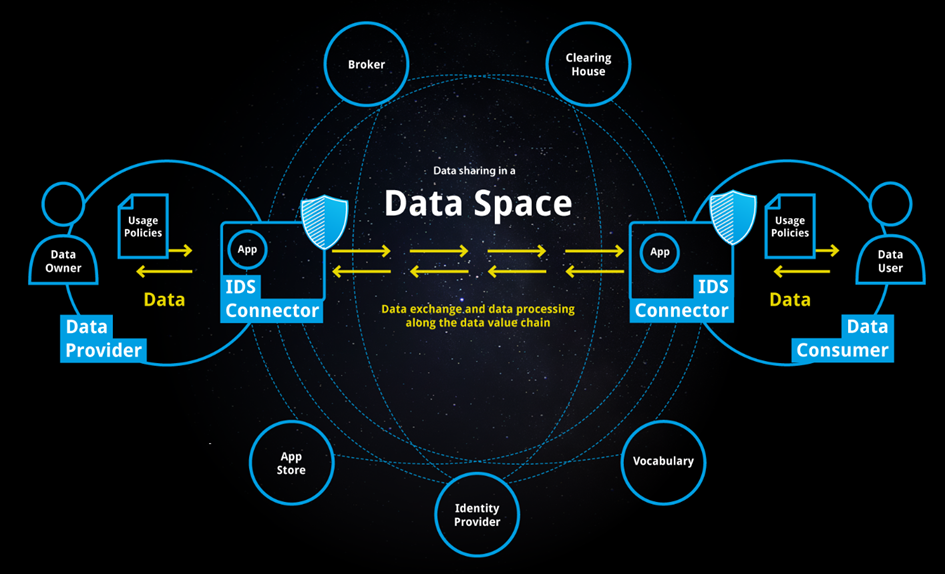 Broker
Clearing
House
Data sharing in a
Data Space
Usage
Policies
Data
Owner
App
IDS
Connector
Data
Data
Provider
Data exchange and data processing
along the data value chain
App
IDS
Connector
Usage
Policies
Data
User
Data
Data
Consumer
App
Store
Identity
Provider
Vocabulary